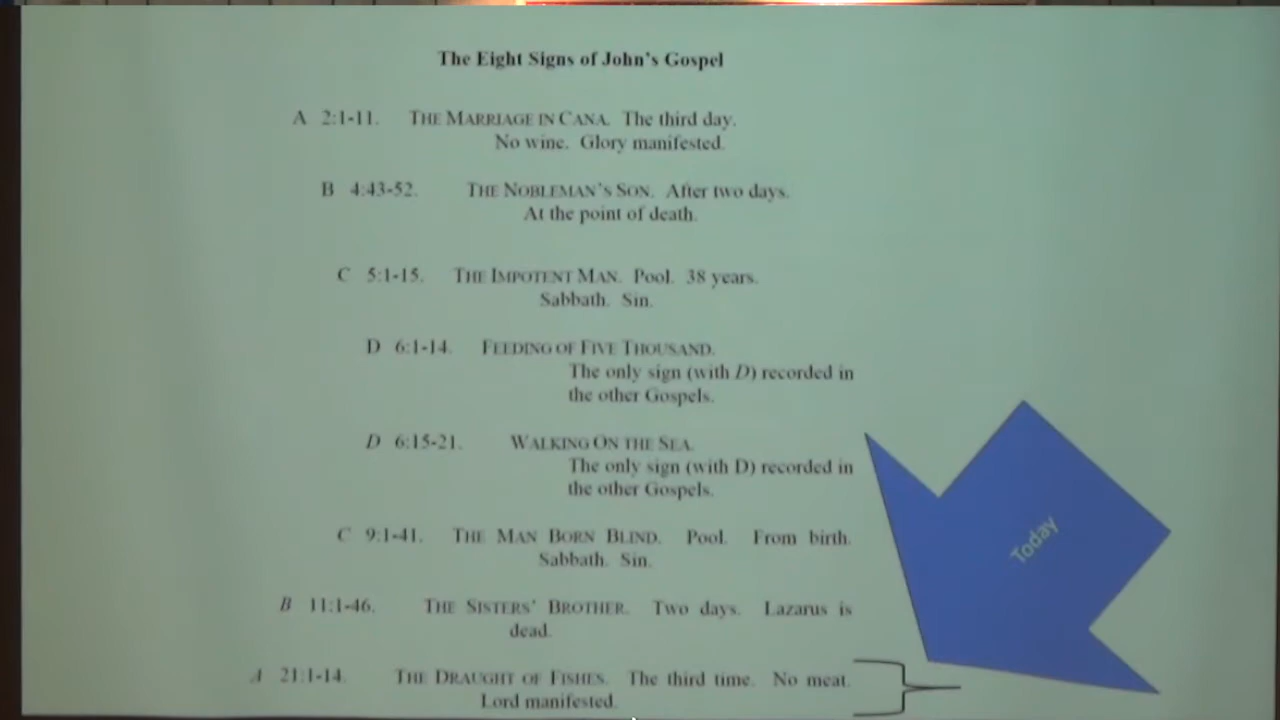 The Eight Signs of John's Gospel
A 2:1-11. THE MARRIAGE IN CANA. The third day.
No wine. Glory manifested.
B 4:43-52. THE NOBLEMAN'S SON. After two days.
At the point of death.
C 5:1-15. THE IMPOTENT MAN. Pool. 38 years.
Sabbath. Sin.
D 6:1-14. FEEDING OF FIVE THOUSAND.
The only sign (with D) recorded in
the other Gospels.
D 6:15-21. WALKING ON THE SEA.
The only sign (with D) recorded in
the other Gospels.
C 9:1-41. THE MAN BORN BLIND. Pool. From birth.
Sabbath. Sin.
B 11:1-46. THE SISTERS' BROTHER. Two days. Lazarus is
dead.
A 21:1-14. THE DRAUGHT OF FISHES. The third time. No meat.
Lord manifested.
Today